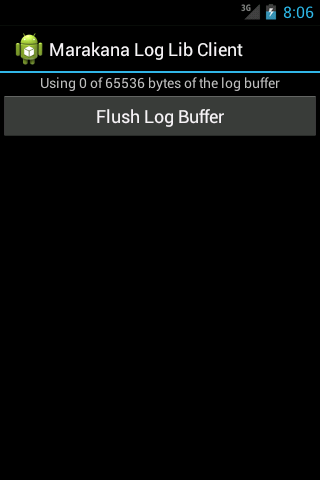 3G 8:06
Marakana Log Lib Client
Using 0 of 65536 bytes of the log buffer
Flush Log Buffer